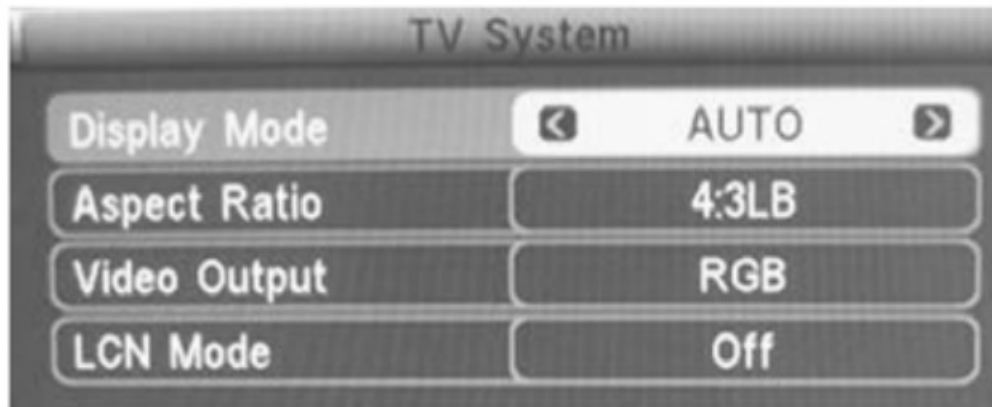 TV System
Display Mode AUTO
Aspect Ratio 4:3LB
Video Output RGB
LCN Mode Off